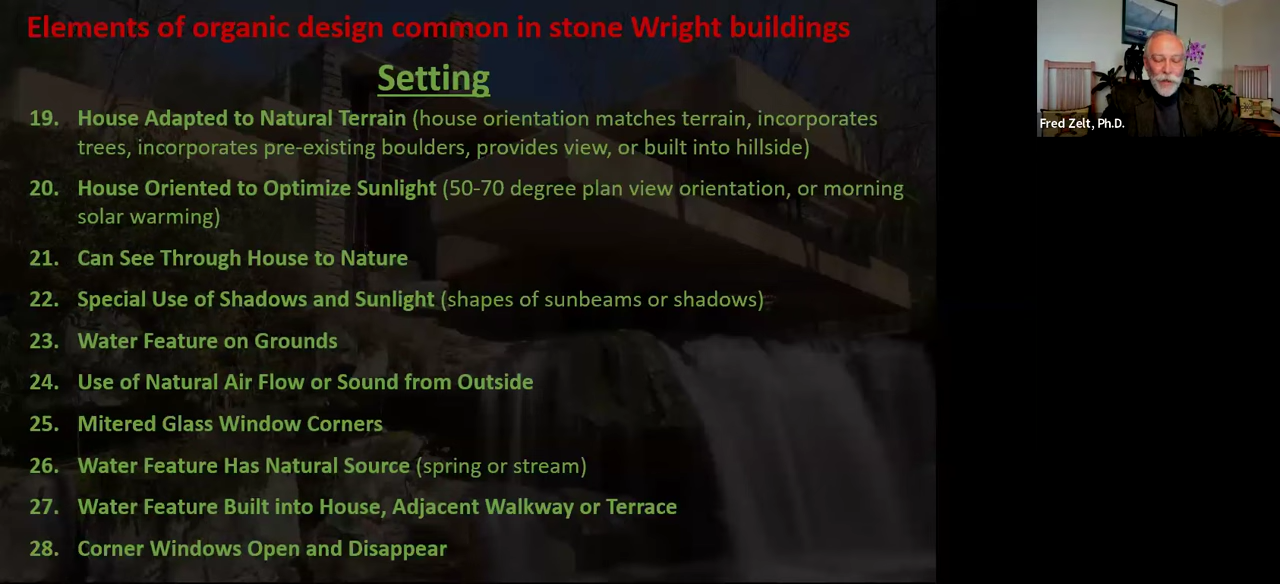 Elements of organic design common in stone Wright buildings
Setting
19. House Adapted to Natural Terrain (house orientation matches terrain, incorporates
trees, incorporates pre-existing boulders, provides view, or built into hillside)
20. House Oriented to Optimize Sunlight (50-70 degree plan view orientation, or morning
solar warming)
21. Can See Through House to Nature
22. Special Use of Shadows and Sunlight (shapes of sunbeams or shadows)
23. Water Feature on Grounds
24. Use of Natural Air Flow or Sound from Outside
25. Mitered Glass Window Corners
26. Water Feature Has Natural Source (spring or stream)
27. Water Feature Built into House, Adjacent Walkway or Terrace
28. Corner Windows Open and Disappear
Fred Zelt, Ph.D.